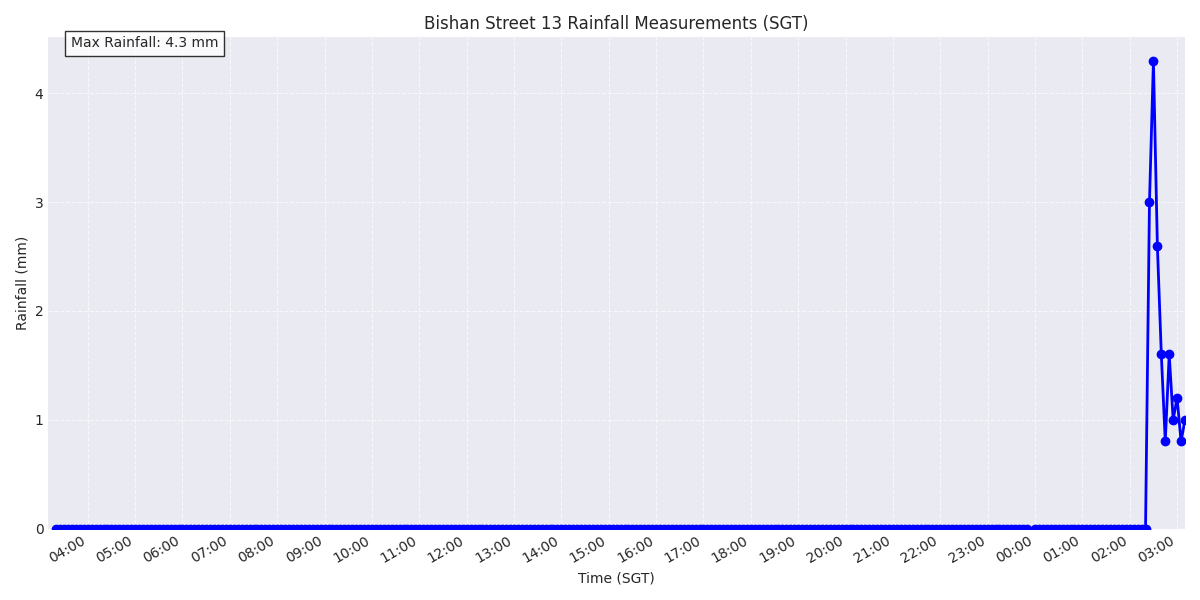 Bishan Street 13 Rainfall Measurements (SGT)
Max Rainfall: 4.3 mm
Rainfall (mm)
4
3
2
1
0
04:00 05:00 06:00 07:00 08:00 09:00 10:00 11:00 12:00 13:00 14:00 15:00 16:00 17:00 18:00 19:00 20:00 21:00 22:00 23:00 00:00 01:00 02:00 03:00
Time (SGT)